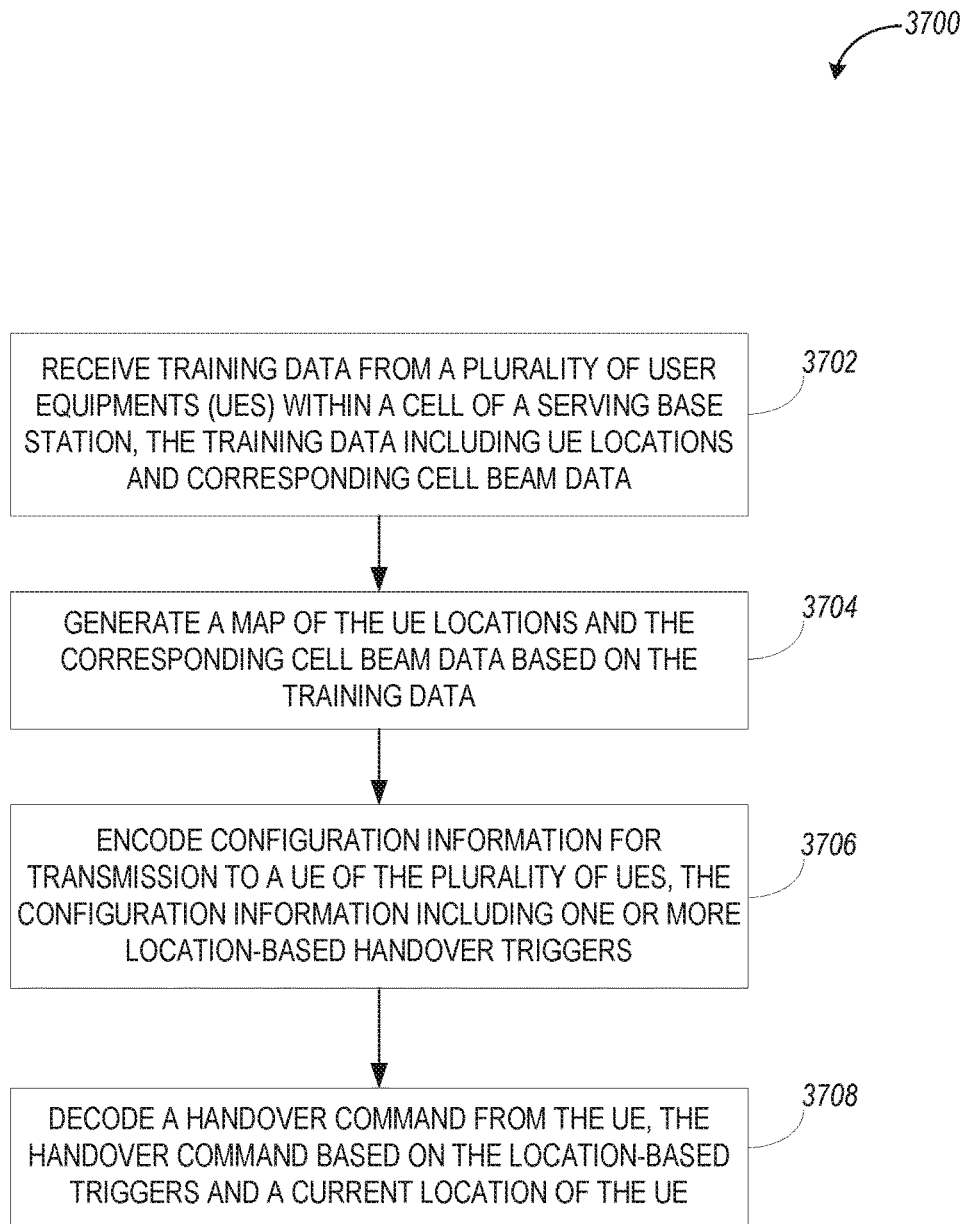 3700
RECEIVE TRAINING DATA FROM A PLURALITY OF USER
EQUIPMENTS (UES) WITHIN A CELL OF A SERVING BASE
STATION, THE TRAINING DATA INCLUDING UE LOCATIONS
AND CORRESPONDING CELL BEAM DATA
3702
GENERATE A MAP OF THE UE LOCATIONS AND THE
CORRESPONDING CELL BEAM DATA BASED ON THE
TRAINING DATA
3704
ENCODE CONFIGURATION INFORMATION FOR
TRANSMISSION TO A UE OF THE PLURALITY OF UES, THE
CONFIGURATION INFORMATION INCLUDING ONE OR MORE
LOCATION-BASED HANDOVER TRIGGERS
3706
DECODE A HANDOVER COMMAND FROM THE UE, THE
HANDOVER COMMAND BASED ON THE LOCATION-BASED
TRIGGERS AND A CURRENT LOCATION OF THE UE
3708